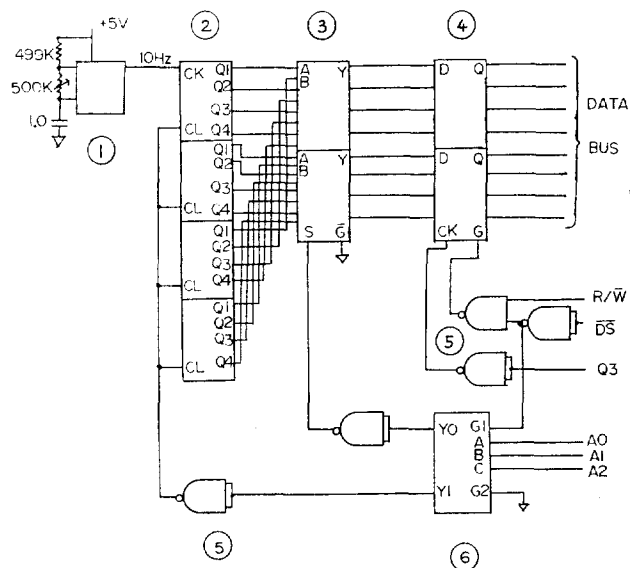 +5V
499K
500K
1.0
1
10Hz
2
CK
Q1
Q2
Q3
CL
Q4
Q1
Q2
Q3
CL
Q4
Q1
Q2
Q3
CL
Q4
Q1
Q2
Q3
CL
Q4
3
A
B
Y
A
B
Y
S
G̅
4
D
Q
D
Q
CK
G
DATA
BUS
R/W̅
D̅S̅
5
Q3
Y0
G1
A
B
C
Y1
G2
A0
A1
A2
5
6